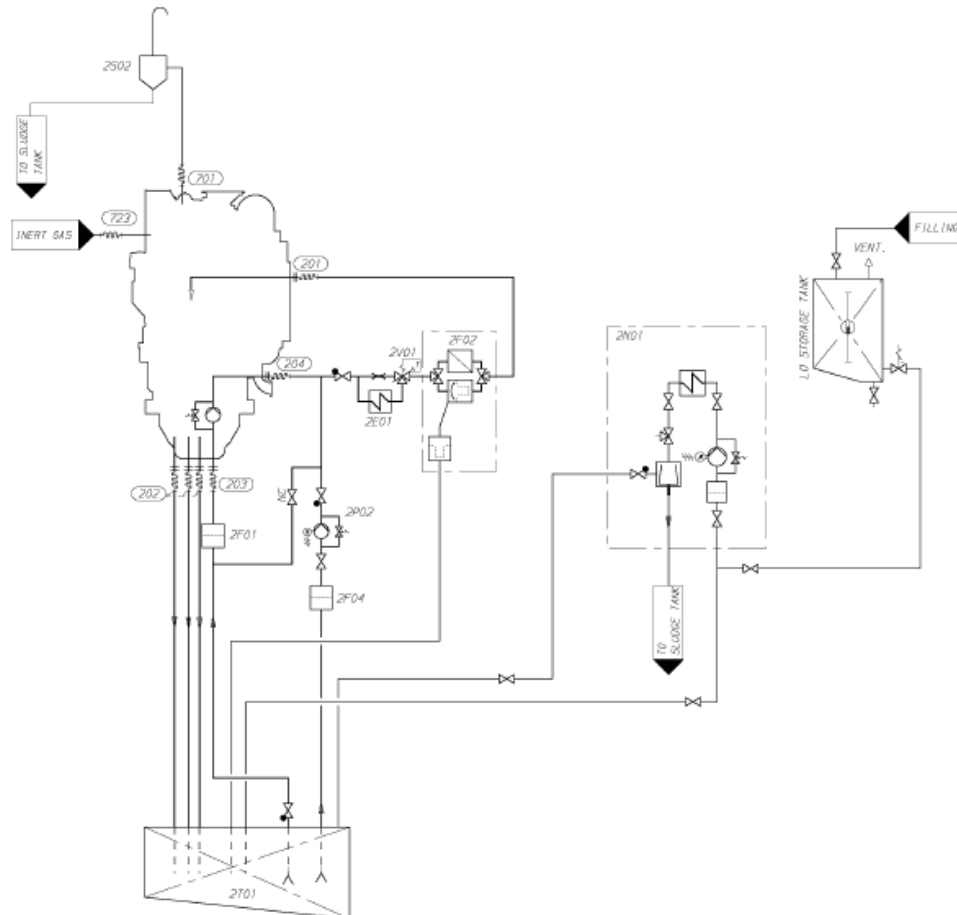 2S02
TO SLUDGE
TANK
701
723
INERT GAS
FILLING
VENT.
LO STORAGE TANK
201
2F02
2V01
T
2N01
204
2E01
202
203
NC
2F01
2P02
2F04
TO
SLUDGE TANK
2T01